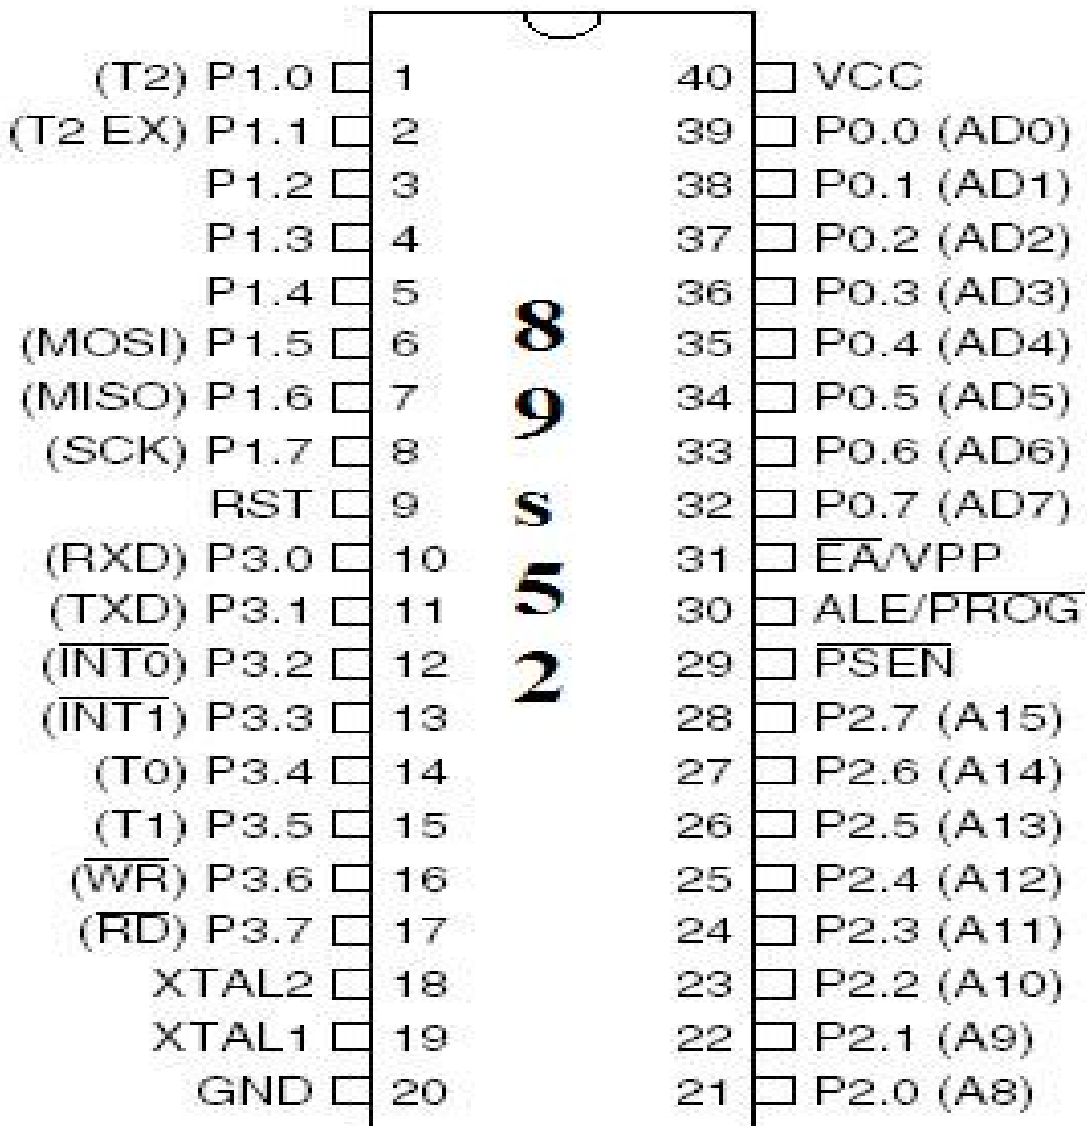 (T2) P1.0 1 40 VCC
(T2 EX) P1.1 2 39 P0.0 (AD0)
P1.2 3 38 P0.1 (AD1)
P1.3 4 37 P0.2 (AD2)
P1.4 5 36 P0.3 (AD3)
(MOSI) P1.5 6 35 P0.4 (AD4)
(MISO) P1.6 7 34 P0.5 (AD5)
(SCK) P1.7 8 33 P0.6 (AD6)
RST 9 32 P0.7 (AD7)
(RXD) P3.0 10 31 E̅A̅/VPP
(TXD) P3.1 11 30 ALE/P̅R̅O̅G̅
(I̅N̅T̅0̅) P3.2 12 29 P̅S̅E̅N̅
(I̅N̅T̅1̅) P3.3 13 28 P2.7 (A15)
(T0) P3.4 14 27 P2.6 (A14)
(T1) P3.5 15 26 P2.5 (A13)
(W̅R̅) P3.6 16 25 P2.4 (A12)
(R̅D̅) P3.7 17 24 P2.3 (A11)
XTAL2 18 23 P2.2 (A10)
XTAL1 19 22 P2.1 (A9)
GND 20 21 P2.0 (A8)
8
9
s
5
2